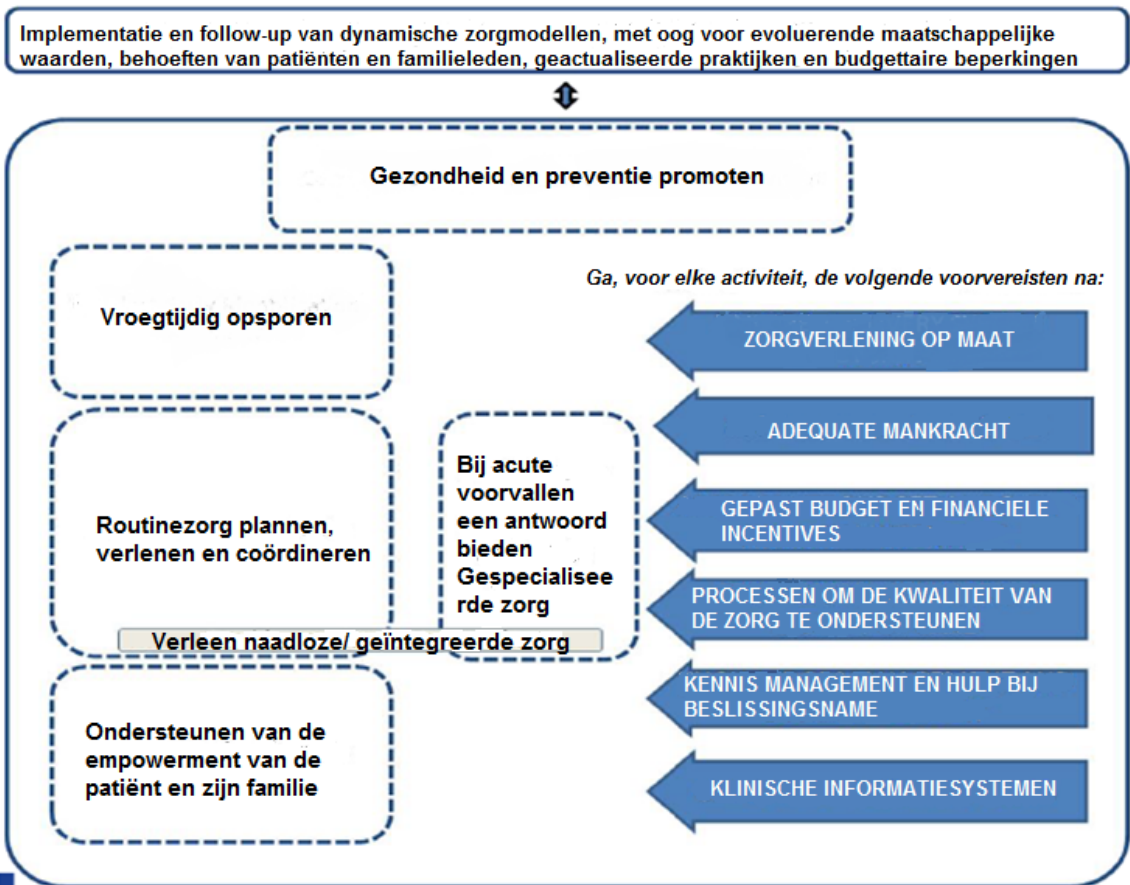 Implementatie en follow-up van dynamische zorgmodellen, met oog voor evoluerende maatschappelijke
waarden, behoeften van patiënten en familieleden, geactualiseerde praktijken en budgettaire beperkingen
Gezondheid en preventie promoten
Vroegtijdig opsporen
Routinezorg plannen,
verlenen en coördineren
Bij acute
voorvallen
een antwoord
bieden
Gespecialisee
rde zorg
Verleen naadloze/ geïntegreerde zorg
Ondersteunen van de
empowerment van de
patiënt en zijn familie
Ga, voor elke activiteit, de volgende voorvereisten na:
ZORGVERLENING OP MAAT
ADEQUATE MANKRACHT
GEPAST BUDGET EN FINANCIELE
INCENTIVES
PROCESSEN OM DE KWALITEIT VAN
DE ZORG TE ONDERSTEUNEN
KENNIS MANAGEMENT EN HULP BIJ
BESLISSINGSNAME
KLINISCHE INFORMATIESYSTEMEN